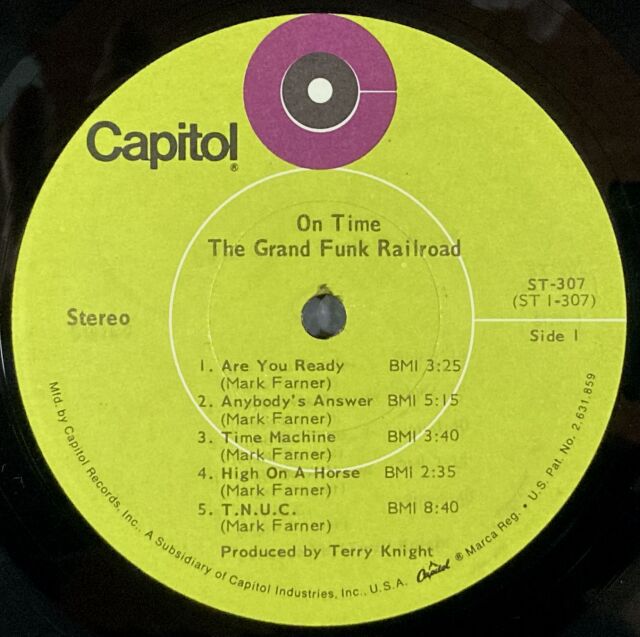 Capitol®
On Time
The Grand Funk Railroad
Stereo
ST-307
(ST 1-307)
Side 1
1. Are You Ready BMI 3:25
(Mark Farner)
2. Anybody's Answer BMI 5:15
(Mark Farner)
3. Time Machine BMI 3:40
(Mark Farner)
4. High On A Horse BMI 2:35
(Mark Farner)
5. T.N.U.C. BMI 8:40
(Mark Farner)
Produced by Terry Knight
Mfd. by Capitol Records, Inc., A Subsidiary of Capitol Industries, Inc., U.S.A. Capitol ® Marca Reg. • U.S. Pat. No. 2,631,859